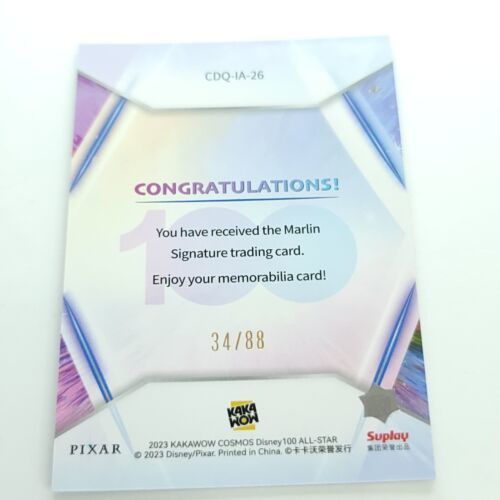 CDQ-IA-26
CONGRATULATIONS!
100
You have received the Marlin
Signature trading card.
Enjoy your memorabilia card!
34/88
KAKA
WOW
PIXAR
2023 KAKAWOW COSMOS Disney100 ALL-STAR
© 2023 Disney/Pixar. Printed in China. ©卡卡沃荣誉发行
Suplay
集团荣誉出品